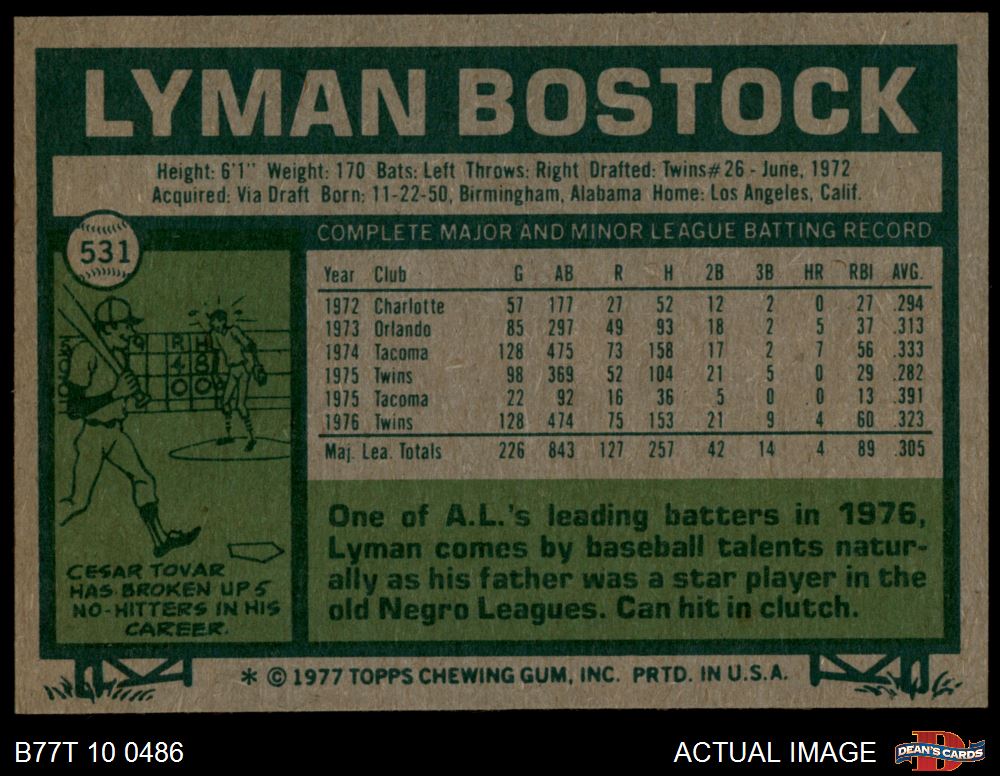 LYMAN BOSTOCK
Height: 6'1" Weight: 170 Bats: Left Throws: Right Drafted: Twins#26 - June, 1972
Acquired: Via Draft Born: 11-22-50, Birmingham, Alabama Home: Los Angeles, Calif.
531
COMPLETE MAJOR AND MINOR LEAGUE BATTING RECORD
Year Club G AB R H 2B 3B HR RBI AVG.
1972 Charlotte 57 177 27 52 12 2 0 27 .294
1973 Orlando 85 297 49 93 18 2 5 37 .313
1974 Tacoma 128 475 73 158 17 2 7 56 .333
1975 Twins 98 369 52 104 21 5 0 29 .282
1975 Tacoma 22 92 16 36 5 0 0 13 .391
1976 Twins 128 474 75 153 21 9 4 60 .323
Maj. Lea. Totals 226 843 127 257 42 14 4 89 .305
9 R H
4 8
0 0
CESAR TOVAR
HAS BROKEN UP 5
NO-HITTERS IN HIS
CAREER.
One of A.L.'s leading batters in 1976,
Lyman comes by baseball talents natur-
ally as his father was a star player in the
old Negro Leagues. Can hit in clutch.
* © 1977 TOPPS CHEWING GUM, INC. PRTD. IN U.S.A.
B77T 10 0486
ACTUAL IMAGE
DEAN'S CARDS